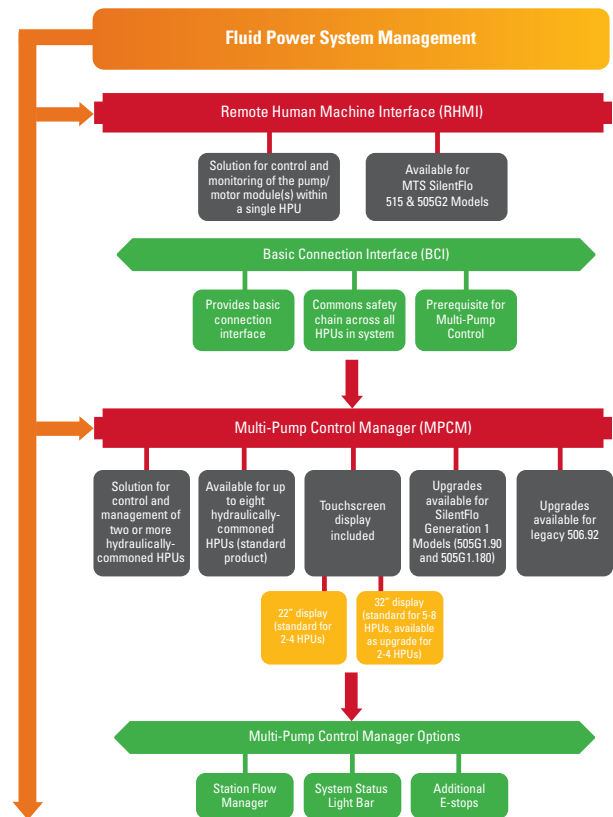 Fluid Power System Management
Remote Human Machine Interface (RHMI)
Solution for control and
monitoring of the pump/
motor module(s) within
a single HPU
Available for
MTS SilentFlo
515 & 505G2 Models
Basic Connection Interface (BCI)
Provides basic
connection
interface
Commons safety
chain across all
HPUs in system
Prerequisite for
Multi-Pump
Control
Multi-Pump Control Manager (MPCM)
Solution for
control and
management of
two or more
hydraulically-
commoned HPUs
Available for up
to eight
hydraulically-
commoned
HPUs (standard
product)
Touchscreen
display
included
Upgrades
available for
SilentFlo
Generation 1
Models (505G1.90
and 505G1.180)
Upgrades
available for
legacy 506.92
22" display
(standard for
2-4 HPUs)
32" display
(standard for 5-8
HPUs, available
as upgrade for
2-4 HPUs)
Multi-Pump Control Manager Options
Station Flow
Manager
System Status
Light Bar
Additional
E-stops